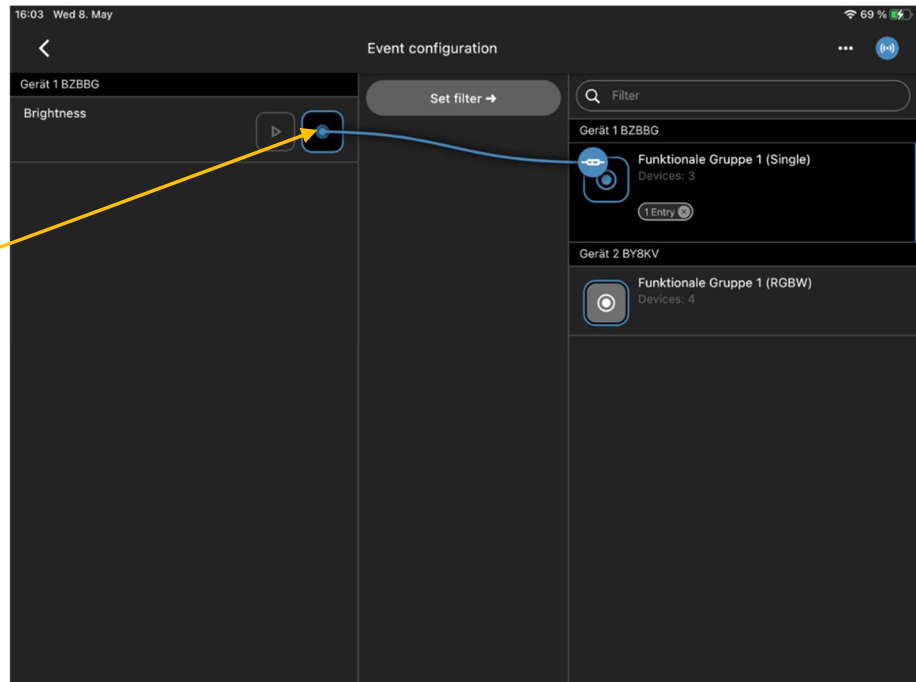 16:03 Wed 8. May
69 %
Event configuration
Gerät 1 BZBBG
Brightness
Set filter
Filter
Gerät 1 BZBBG
Funktionale Gruppe 1 (Single)
Devices: 3
1 Entry
Gerät 2 BY8KV
Funktionale Gruppe 1 (RGBW)
Devices: 4